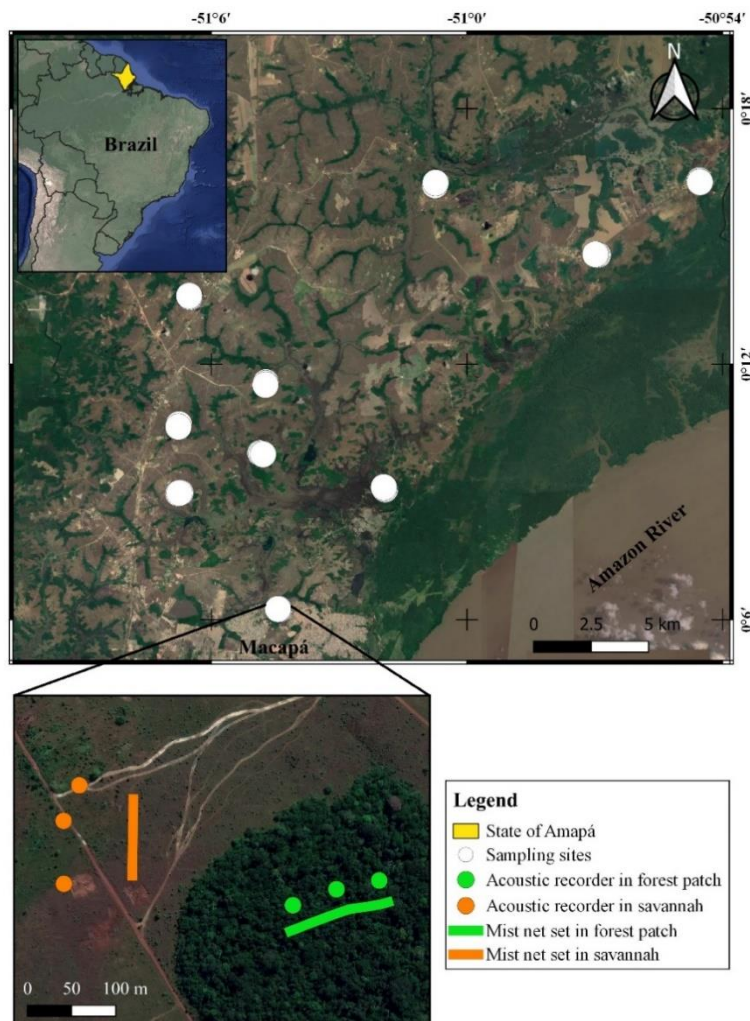 -51°6' -51°0' -50°54'
N
Brazil
0°18'
0°12'
Amazon River
0 2.5 5 km
0°6'
Macapá
Legend
State of Amapá
Sampling sites
Acoustic recorder in forest patch
Acoustic recorder in savannah
Mist net set in forest patch
Mist net set in savannah
0 50 100 m